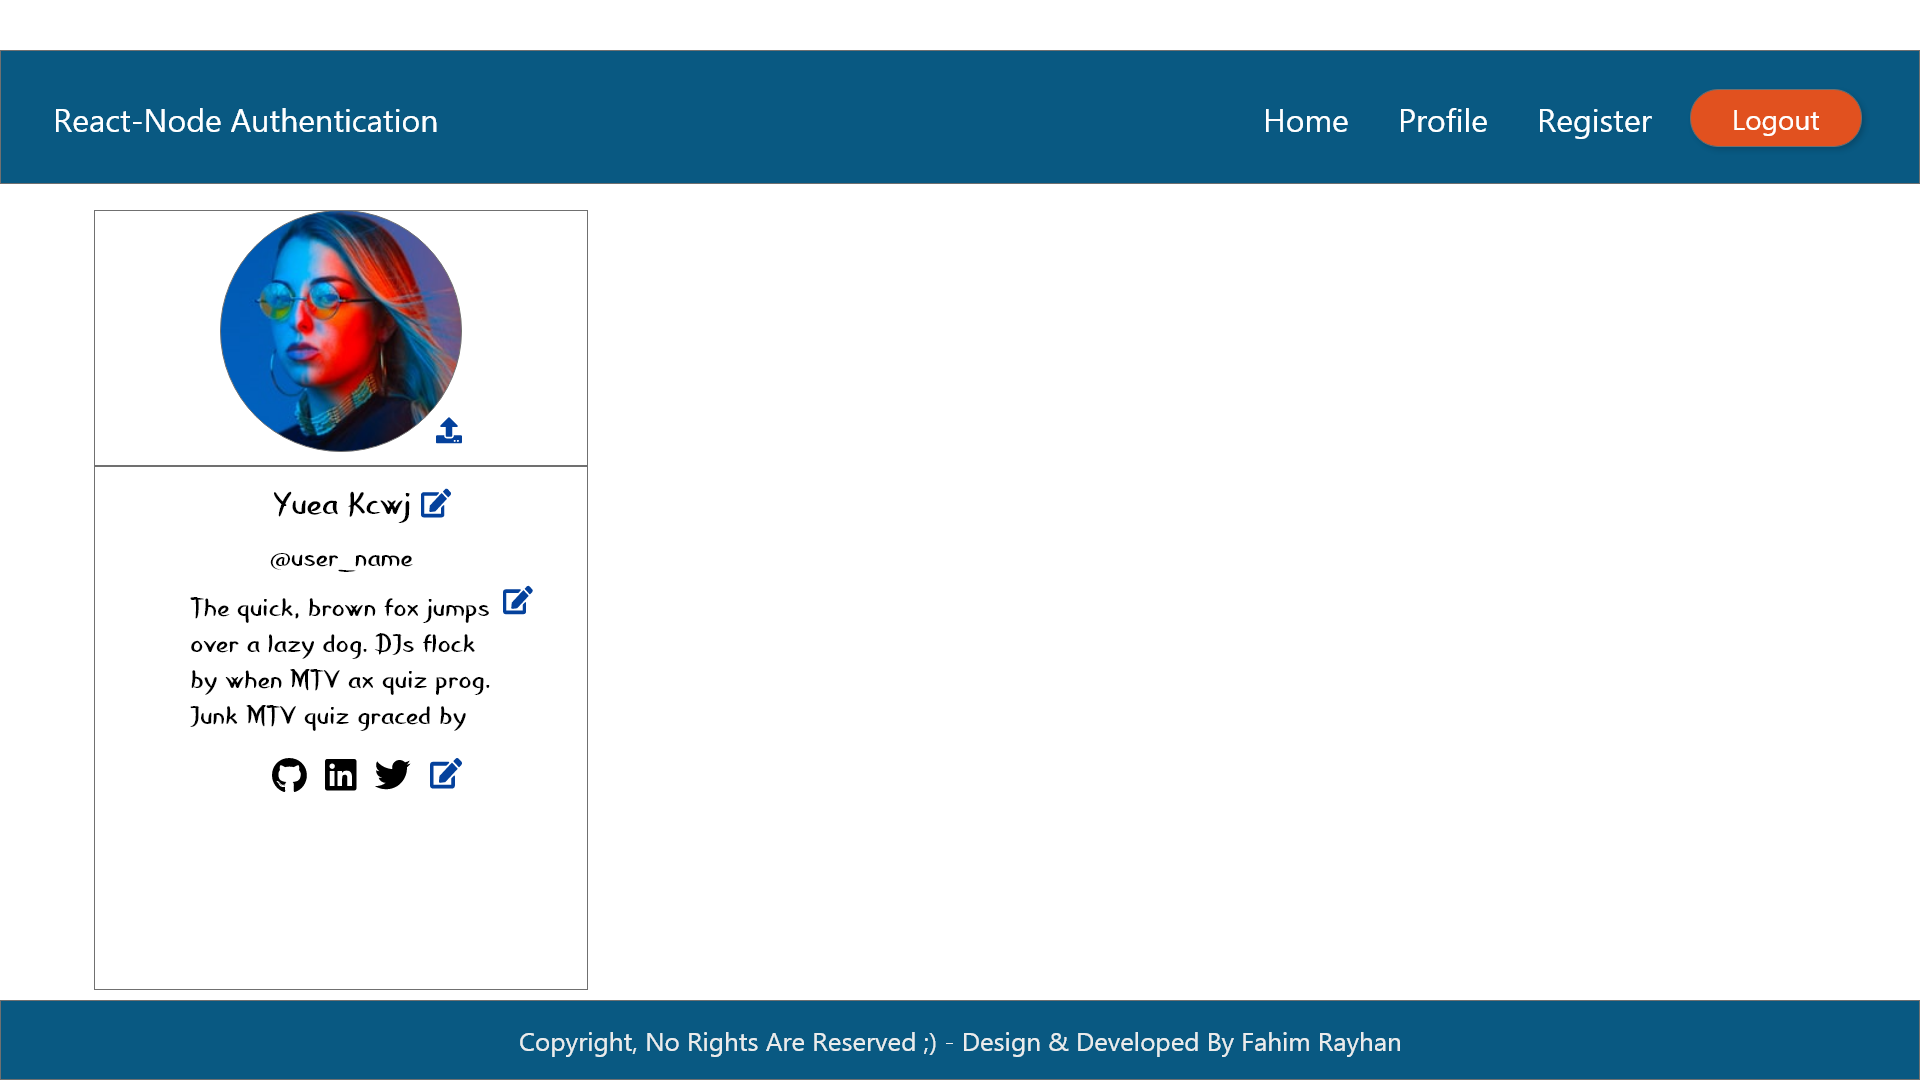 React-Node Authentication
Home Profile Register Logout
Yuea Kcwj
@user_name
The quick, brown fox jumps
over a lazy dog. DJs flock
by when MTV ax quiz prog.
Junk MTV quiz graced by
in
Copyright, No Rights Are Reserved ;) - Design & Developed By Fahim Rayhan